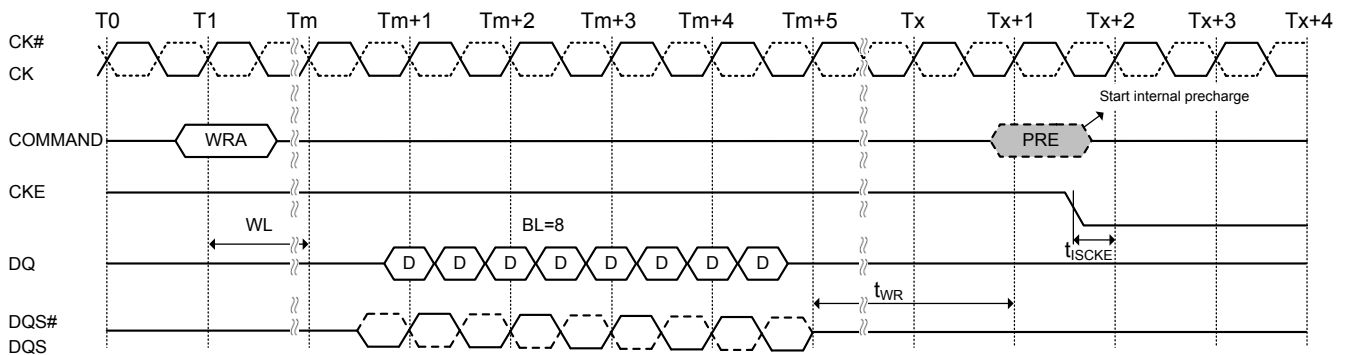 T0 T1 Tm Tm+1 Tm+2 Tm+3 Tm+4 Tm+5 Tx Tx+1 Tx+2 Tx+3 Tx+4
CK#
CK
Start internal precharge
COMMAND WRA PRE
CKE
WL BL=8
tISCKE
DQ D D D D D D D D
tWR
DQS#
DQS